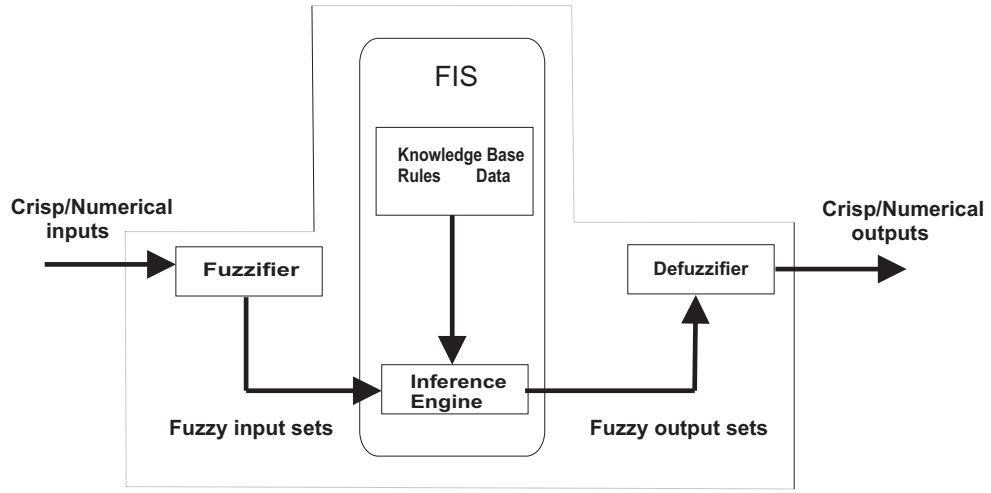 FIS
Knowledge Base
Rules Data
Crisp/Numerical
inputs
Crisp/Numerical
outputs
Fuzzifier
Defuzzifier
Inference
Engine
Fuzzy input sets
Fuzzy output sets